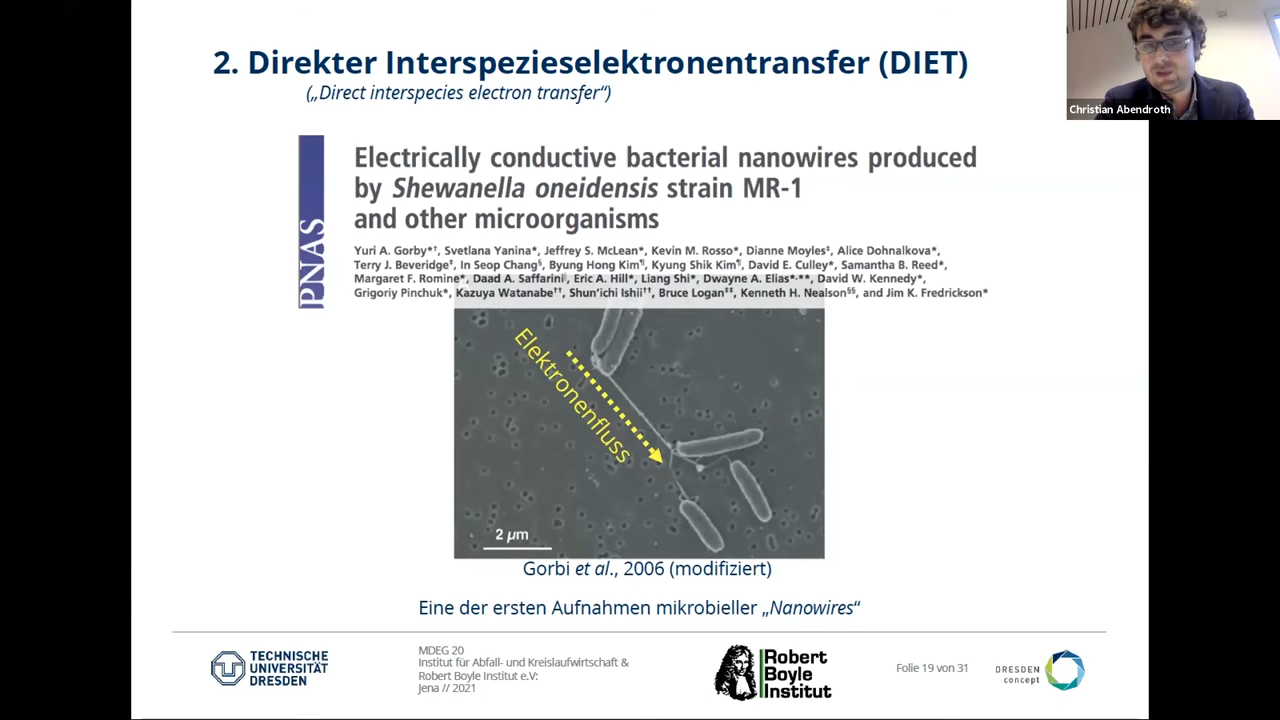 2. Direkter Interspezieselektronentransfer (DIET)
(„Direct interspecies electron transfer“)
Christian Abendroth
PNAS
Electrically conductive bacterial nanowires produced
by Shewanella oneidensis strain MR-1
and other microorganisms
Yuri A. Gorby*†, Svetlana Yanina*, Jeffrey S. McLean*, Kevin M. Rosso*, Dianne Moyles‡, Alice Dohnalkova*,
Terry J. Beveridge‡, In Seop Chang§, Byung Hong Kim¶, Kyung Shik Kim¶, David E. Culley*, Samantha B. Reed*,
Margaret F. Romine*, Daad A. Saffarini‖, Eric A. Hill*, Liang Shi*, Dwayne A. Elias*,**, David W. Kennedy*,
Grigoriy Pinchuk*, Kazuya Watanabe††, Shun’ichi Ishii††, Bruce Logan‡‡, Kenneth H. Nealson§§, and Jim K. Fredrickson*
Elektronenfluss
2 µm
Gorbi et al., 2006 (modifiziert)
Eine der ersten Aufnahmen mikrobieller „Nanowires“
TECHNISCHE
UNIVERSITÄT
DRESDEN
MDEG 20
Institut für Abfall- und Kreislaufwirtschaft &
Robert Boyle Institut e.V:
Jena // 2021
Robert
Boyle
Institut
Folie 19 von 31
DRESDEN
concept